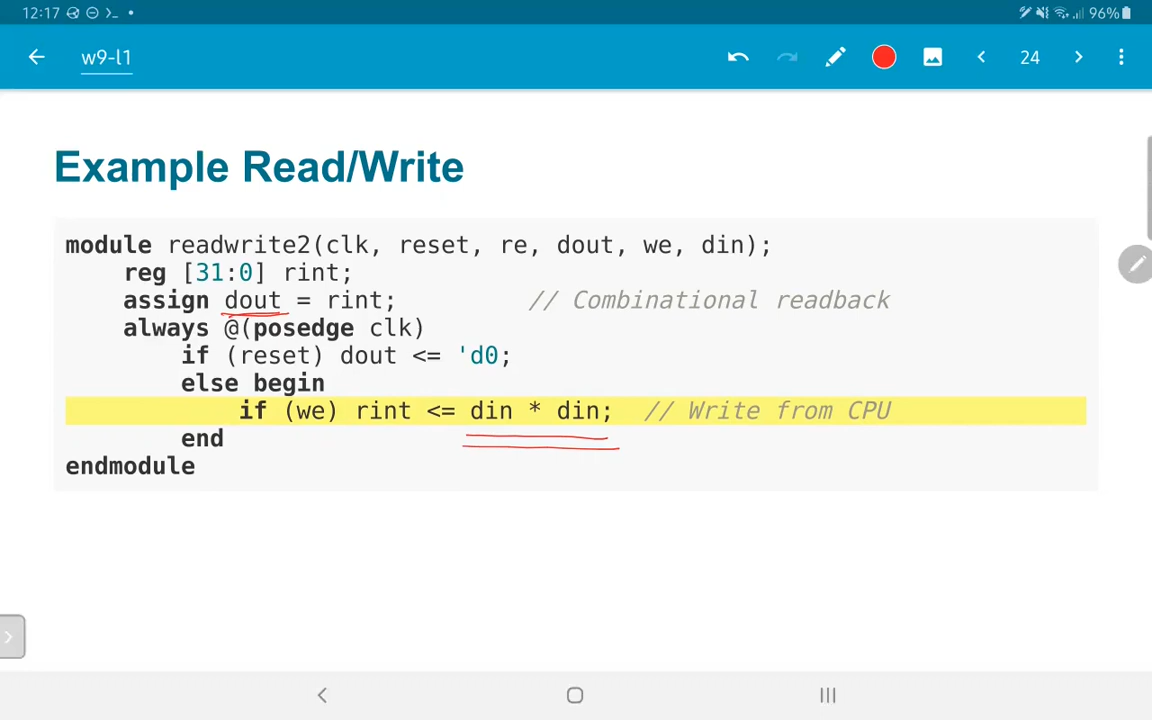 12:17 96%
w9-l1 24
Example Read/Write
module readwrite2(clk, reset, re, dout, we, din);
reg [31:0] rint;
assign dout = rint; // Combinational readback
always @(posedge clk)
if (reset) dout <= 'd0;
else begin
if (we) rint <= din * din; // Write from CPU
end
endmodule